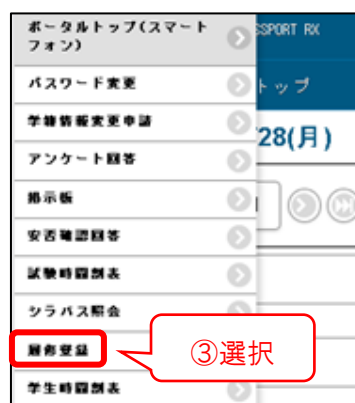 ポータルトップ(スマート
フォン)
SSPORT RX
パスワード変更
トップ
学籍情報変更申請
28(月)
アンケート回答
掲示板
安否確認回答
試験時間割表
シラバス照会
履修登録
③選択
学生時間割表